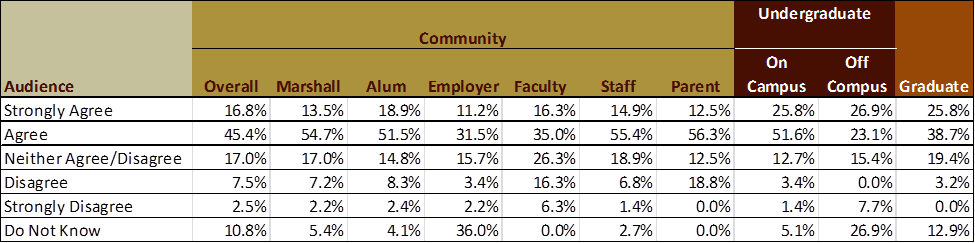 Undergraduate
Community
On Off
Audience Overall Marshall Alum Employer Faculty Staff Parent Campus Compus Graduate
Strongly Agree 16.8% 13.5% 18.9% 11.2% 16.3% 14.9% 12.5% 25.8% 26.9% 25.8%
Agree 45.4% 54.7% 51.5% 31.5% 35.0% 55.4% 56.3% 51.6% 23.1% 38.7%
Neither Agree/Disagree 17.0% 17.0% 14.8% 15.7% 26.3% 18.9% 12.5% 12.7% 15.4% 19.4%
Disagree 7.5% 7.2% 8.3% 3.4% 16.3% 6.8% 18.8% 3.4% 0.0% 3.2%
Strongly Disagree 2.5% 2.2% 2.4% 2.2% 6.3% 1.4% 0.0% 1.4% 7.7% 0.0%
Do Not Know 10.8% 5.4% 4.1% 36.0% 0.0% 2.7% 0.0% 5.1% 26.9% 12.9%